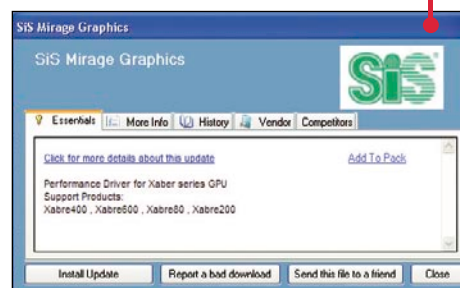 SiS Mirage Graphics
SiS Mirage Graphics
SiS
Essentials More Info History Vendor Competitors
Click for more details about this update Add To Pack
Performance Driver for Xaber series GPU
Support Products:
Xabre400 , Xabre600 , Xabre80 , Xabre200
Install Update Report a bad download Send this file to a friend Close